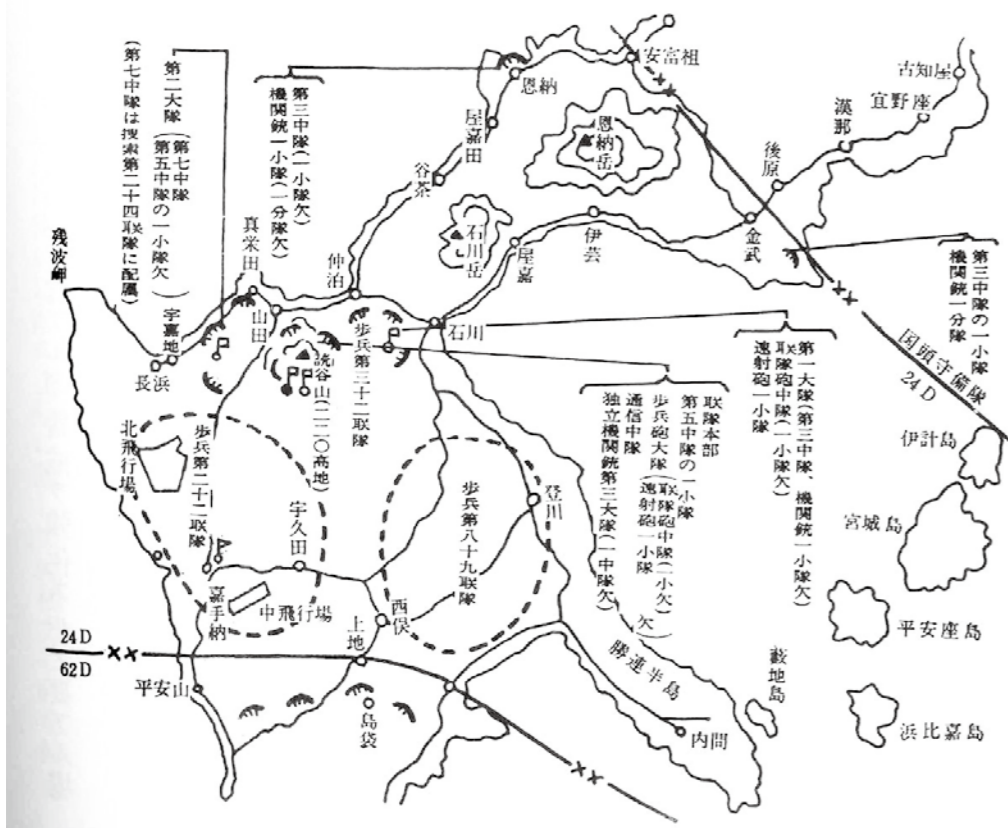 安富祖
古知屋
宜野座
漢那
後原
金武
恩納
恩納岳
屋嘉田
谷茶
石川岳
伊芸
屋嘉
仲泊
石川
真栄田
山田
残波岬
宇嘉地
長浜
第三中隊(一小隊欠)
機関銃一小隊(一分隊欠)
第二大隊(第七中隊
第五中隊の一小隊欠)
(第七中隊は捜索第二十四联隊に配属)
第三中隊の一小隊
機関銃一分隊
国頭守備隊
24D
第一大隊(第三中隊、機関銃一小隊欠)
联隊砲中隊(一小隊欠)
速射砲一小隊
联隊本部
第五中隊の一小隊
歩兵砲大隊(联隊砲中隊(一小欠)
速射砲一小隊 欠)
通信中隊
独立機関銃第三大隊(一中隊欠)
歩兵第三十二联隊
読谷山(二二〇高地)
北飛行場
歩兵第二十二联隊
宇久田
嘉手納
中飛行場
歩兵第八十九联隊
登川
西俣
上地
24D
62D
平安山
島袋
勝連半島
内間
藪地島
伊計島
宮城島
平安座島
浜比嘉島